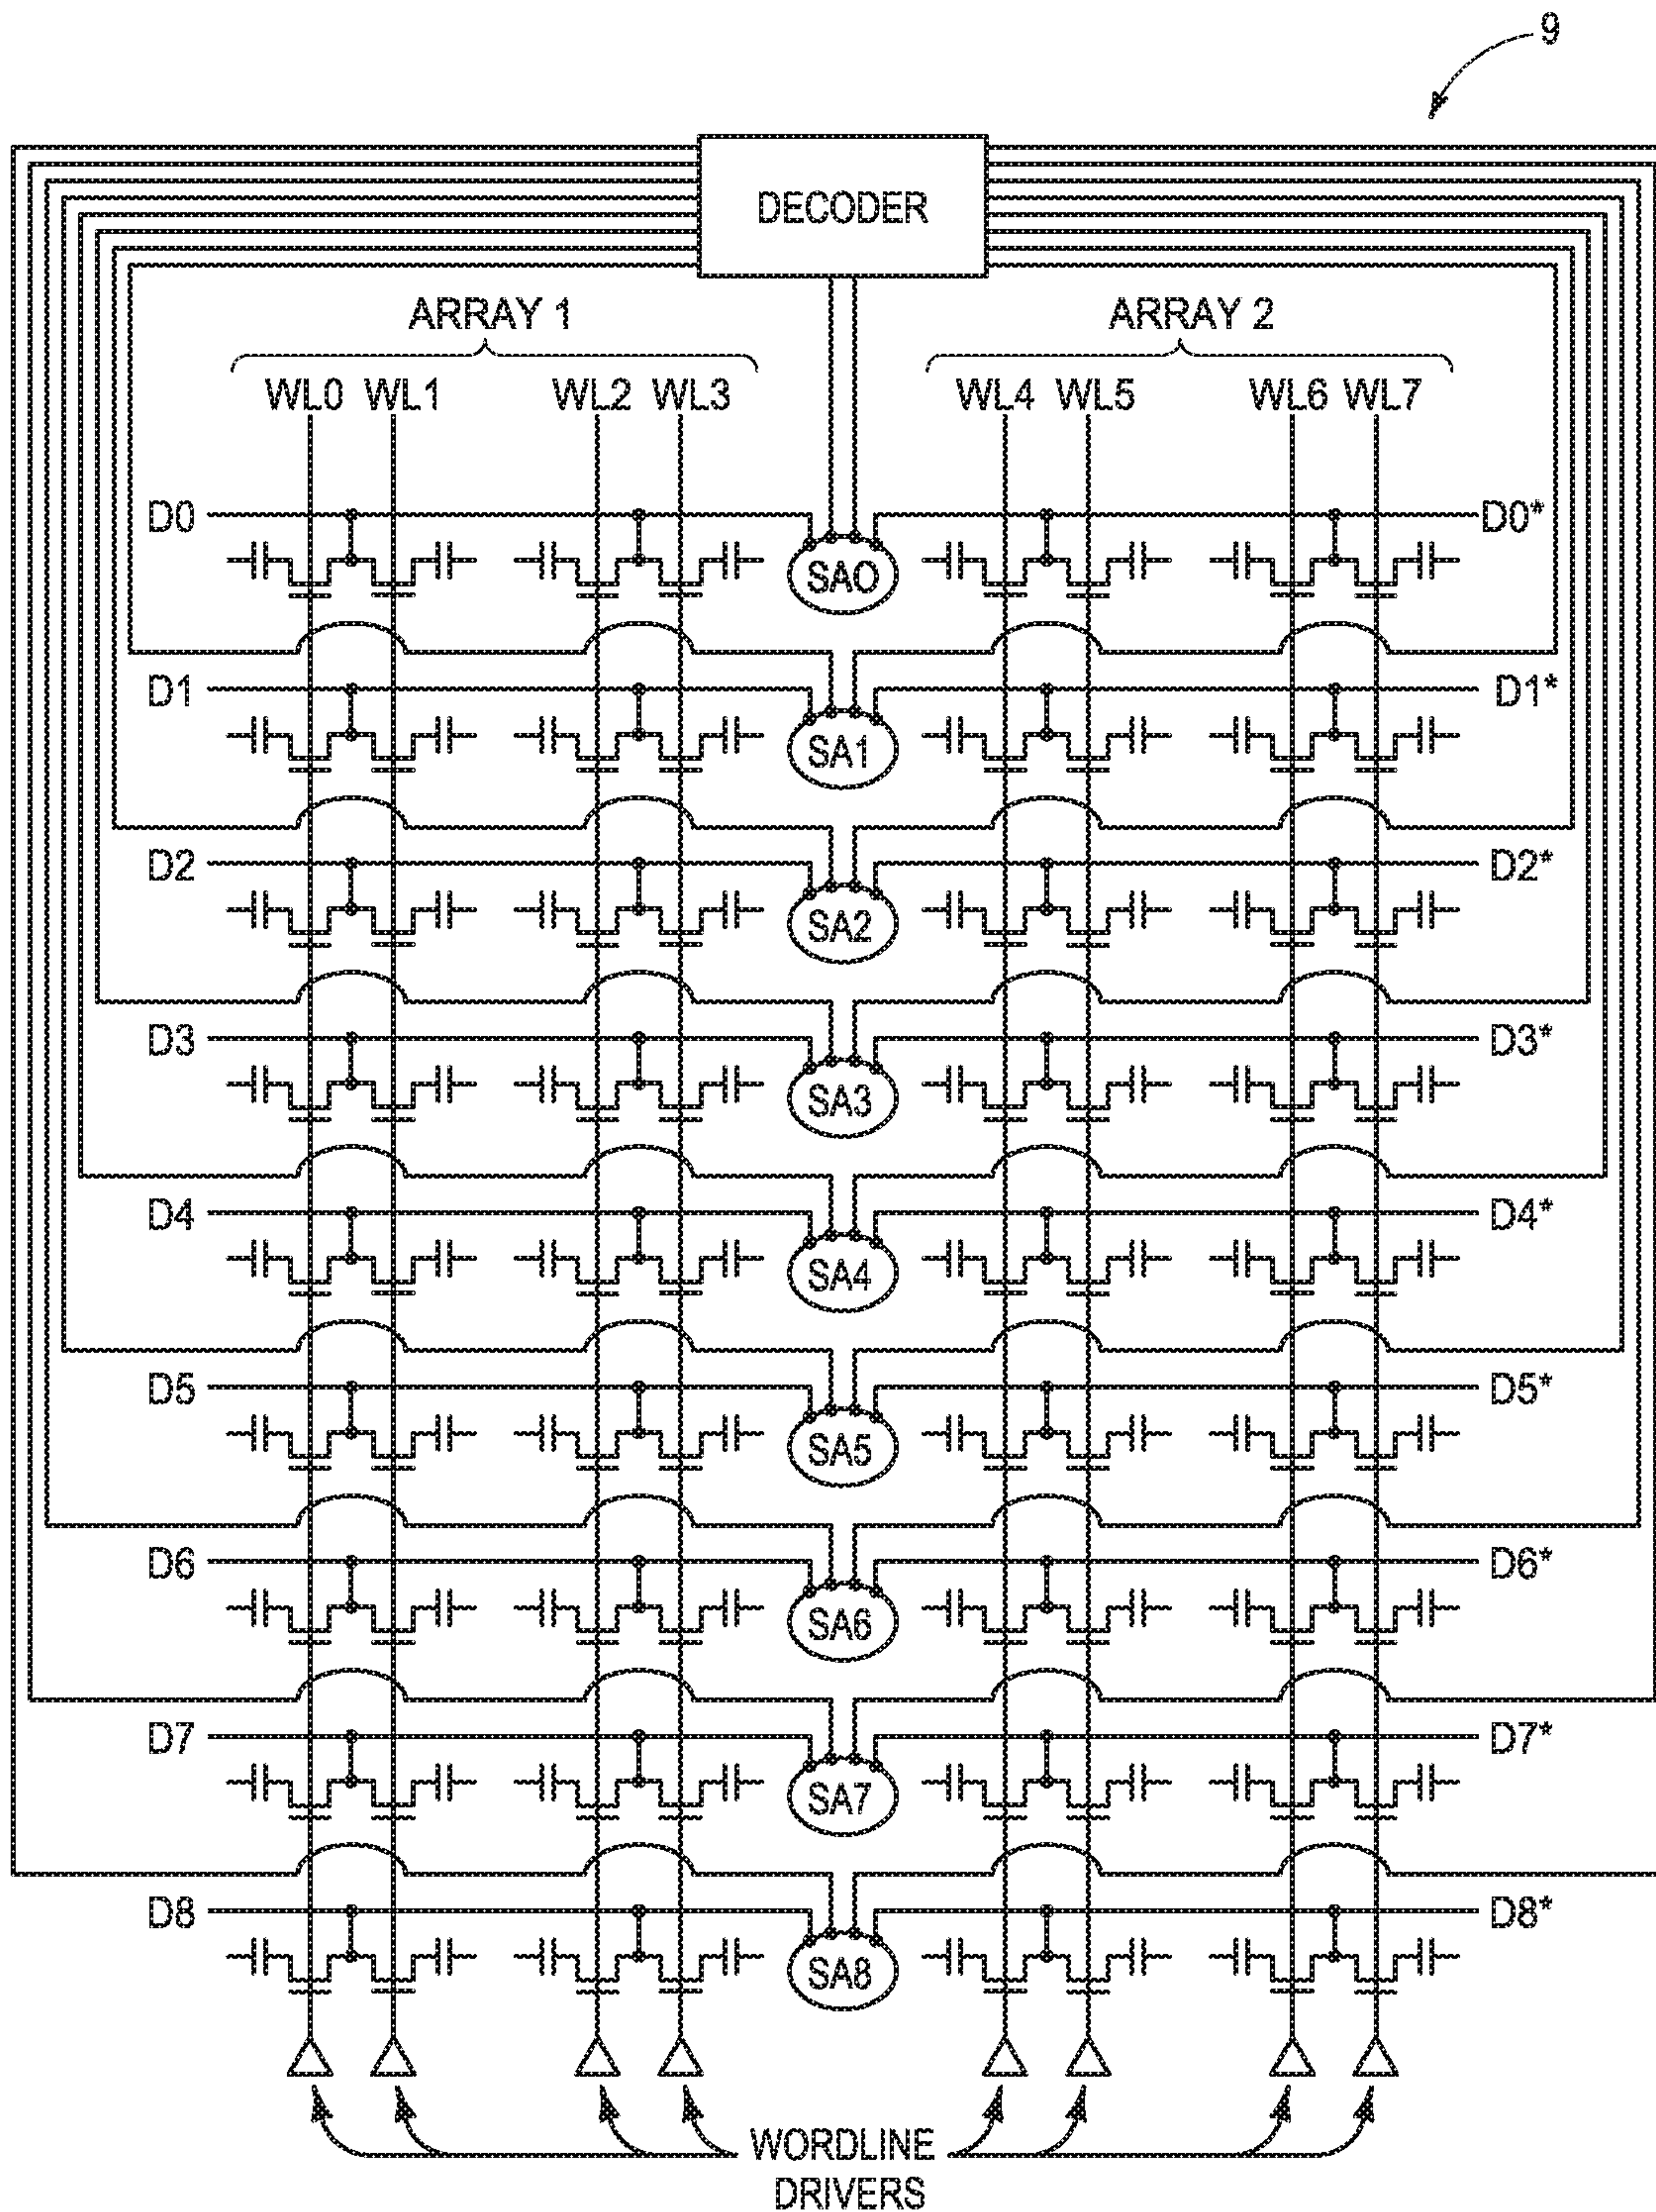 9
DECODER
ARRAY 1 ARRAY 2
WL0 WL1 WL2 WL3 WL4 WL5 WL6 WL7
D0 SA0 D0*
D1 SA1 D1*
D2 SA2 D2*
D3 SA3 D3*
D4 SA4 D4*
D5 SA5 D5*
D6 SA6 D6*
D7 SA7 D7*
D8 SA8 D8*
WORDLINE
DRIVERS